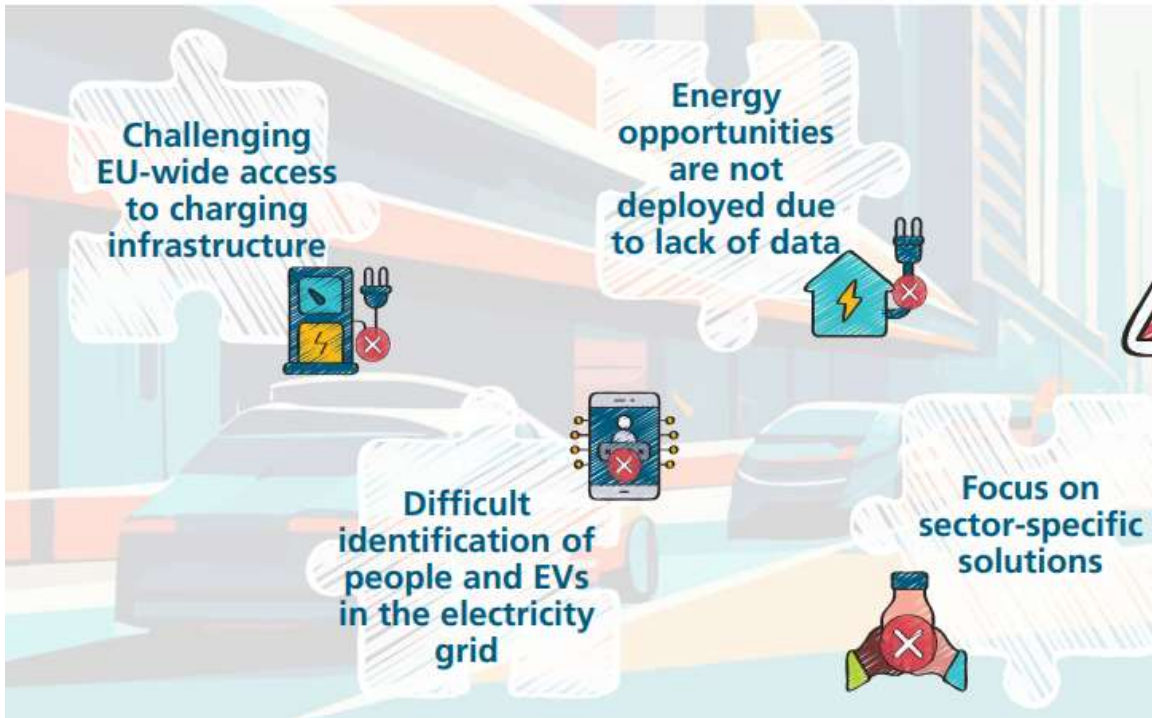 Challenging
EU-wide access
to charging
infrastructure
Energy
opportunities
are not
deployed due
to lack of data
Difficult
identification of
people and EVs
in the electricity
grid
Focus on
sector-specific
solutions